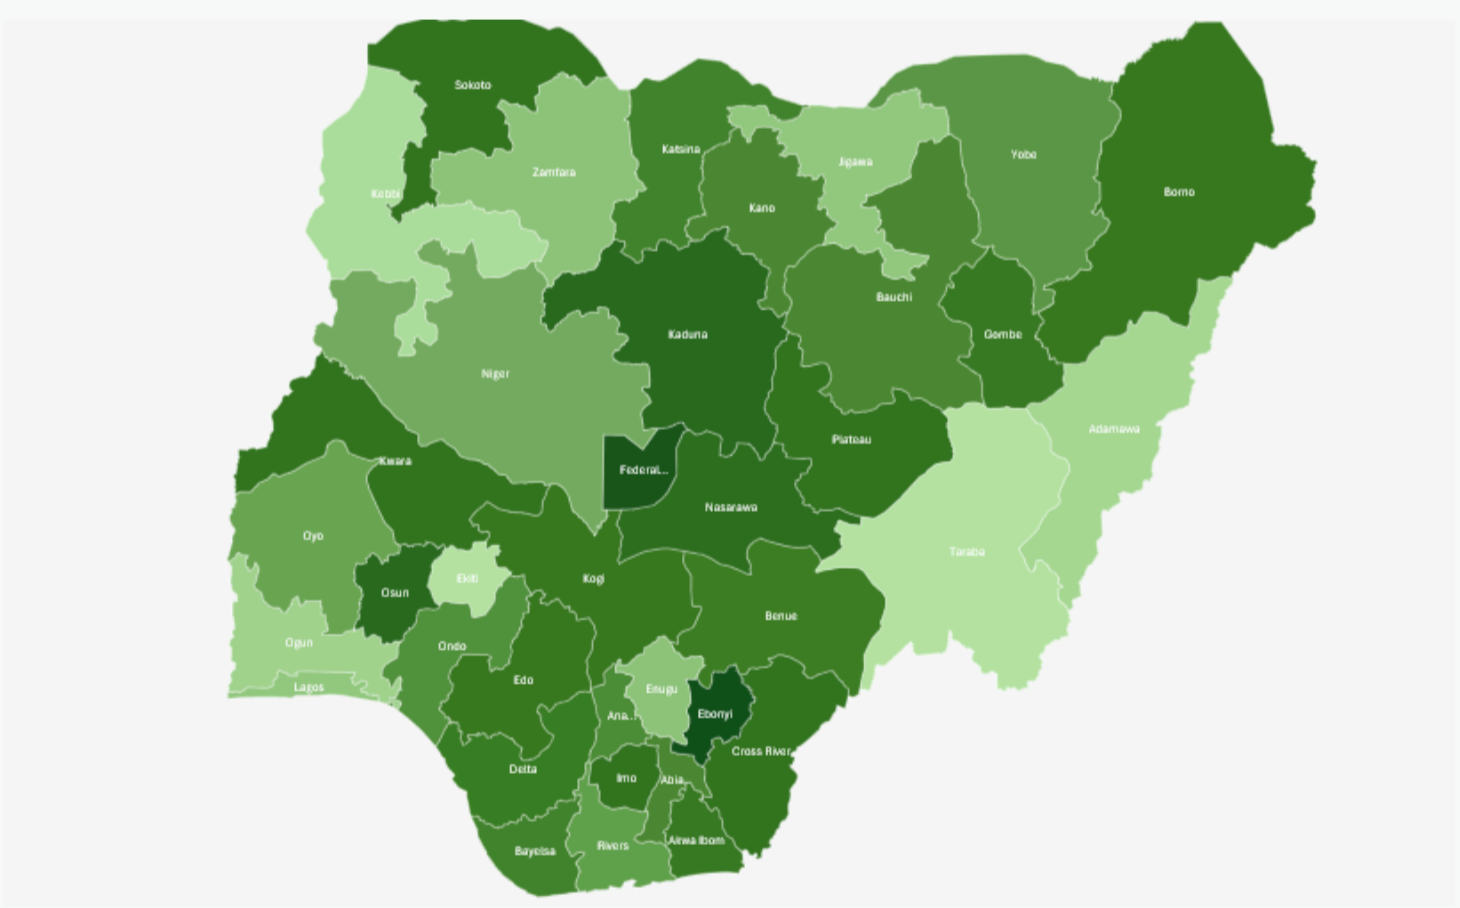 Sokoto
Katsina
Yobe
Jigawa
Zamfara
Kebbi
Borno
Kano
Bauchi
Kaduna
Gombe
Niger
Adamawa
Plateau
Kwara
Federal...
Nasarawa
Oyo
Taraba
Ekiti
Kogi
Osun
Benue
Ogun
Ondo
Edo
Lagos
Enugu
Ana...
Ebonyi
Cross River
Delta
Imo
Abia
Akwa Ibom
Rivers
Bayelsa